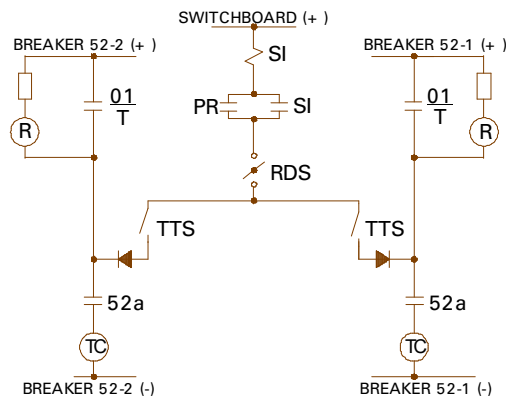 SWITCHBOARD (+ )
BREAKER 52-2 (+ )
BREAKER 52-1 (+ )
SI
01
T
PR
SI
01
T
R
R
RDS
TTS
TTS
52a
52a
TC
TC
BREAKER 52-2 (-)
BREAKER 52-1 (-)